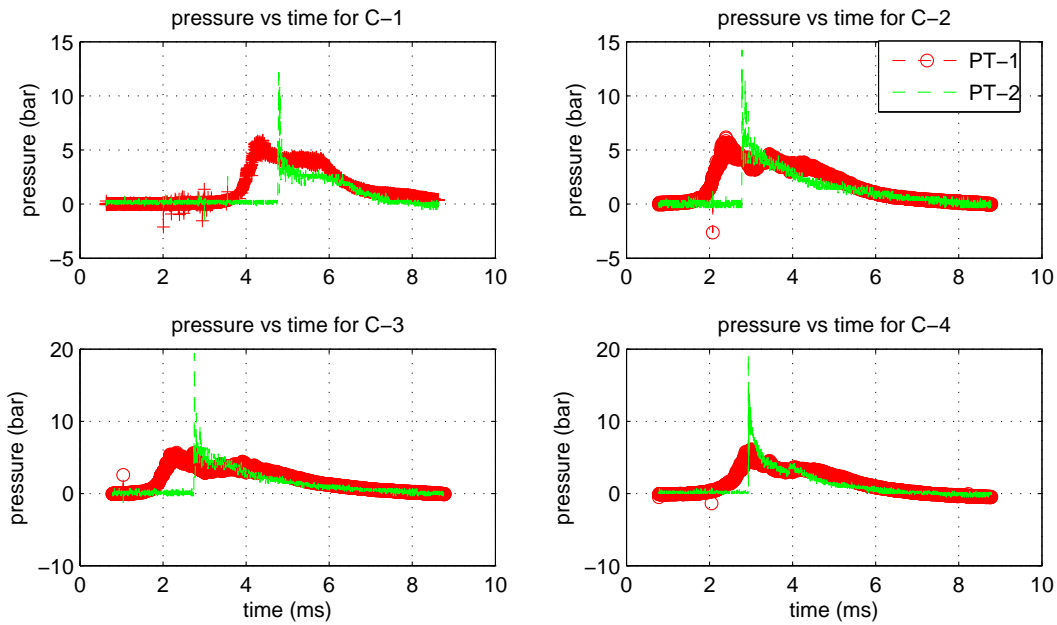 pressure vs time for C−1
15
10
5
0
−5
pressure (bar)
0 2 4 6 8 10
pressure vs time for C−2
15
10
5
0
−5
pressure (bar)
0 2 4 6 8 10
PT−1
PT−2
pressure vs time for C−3
20
10
0
−10
pressure (bar)
0 2 4 6 8 10
time (ms)
pressure vs time for C−4
20
10
0
−10
pressure (bar)
0 2 4 6 8 10
time (ms)